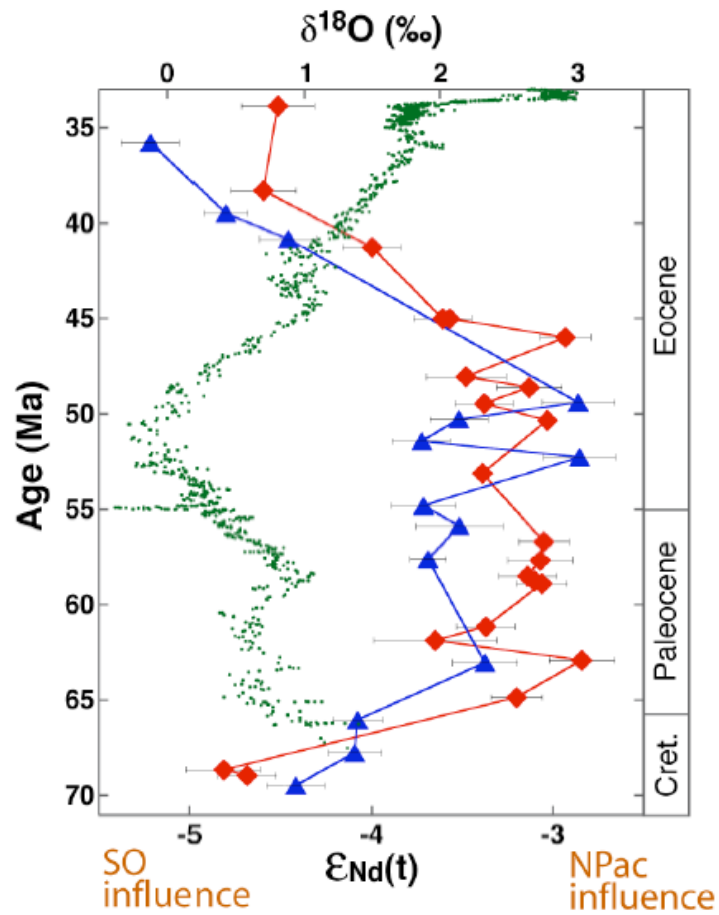 δ18O (‰)
0 1 2 3
35
40
45
50
55
60
65
70
Age (Ma)
Eocene
Paleocene
Cret.
-5 -4 -3
εNd(t)
SO influence
NPac influence